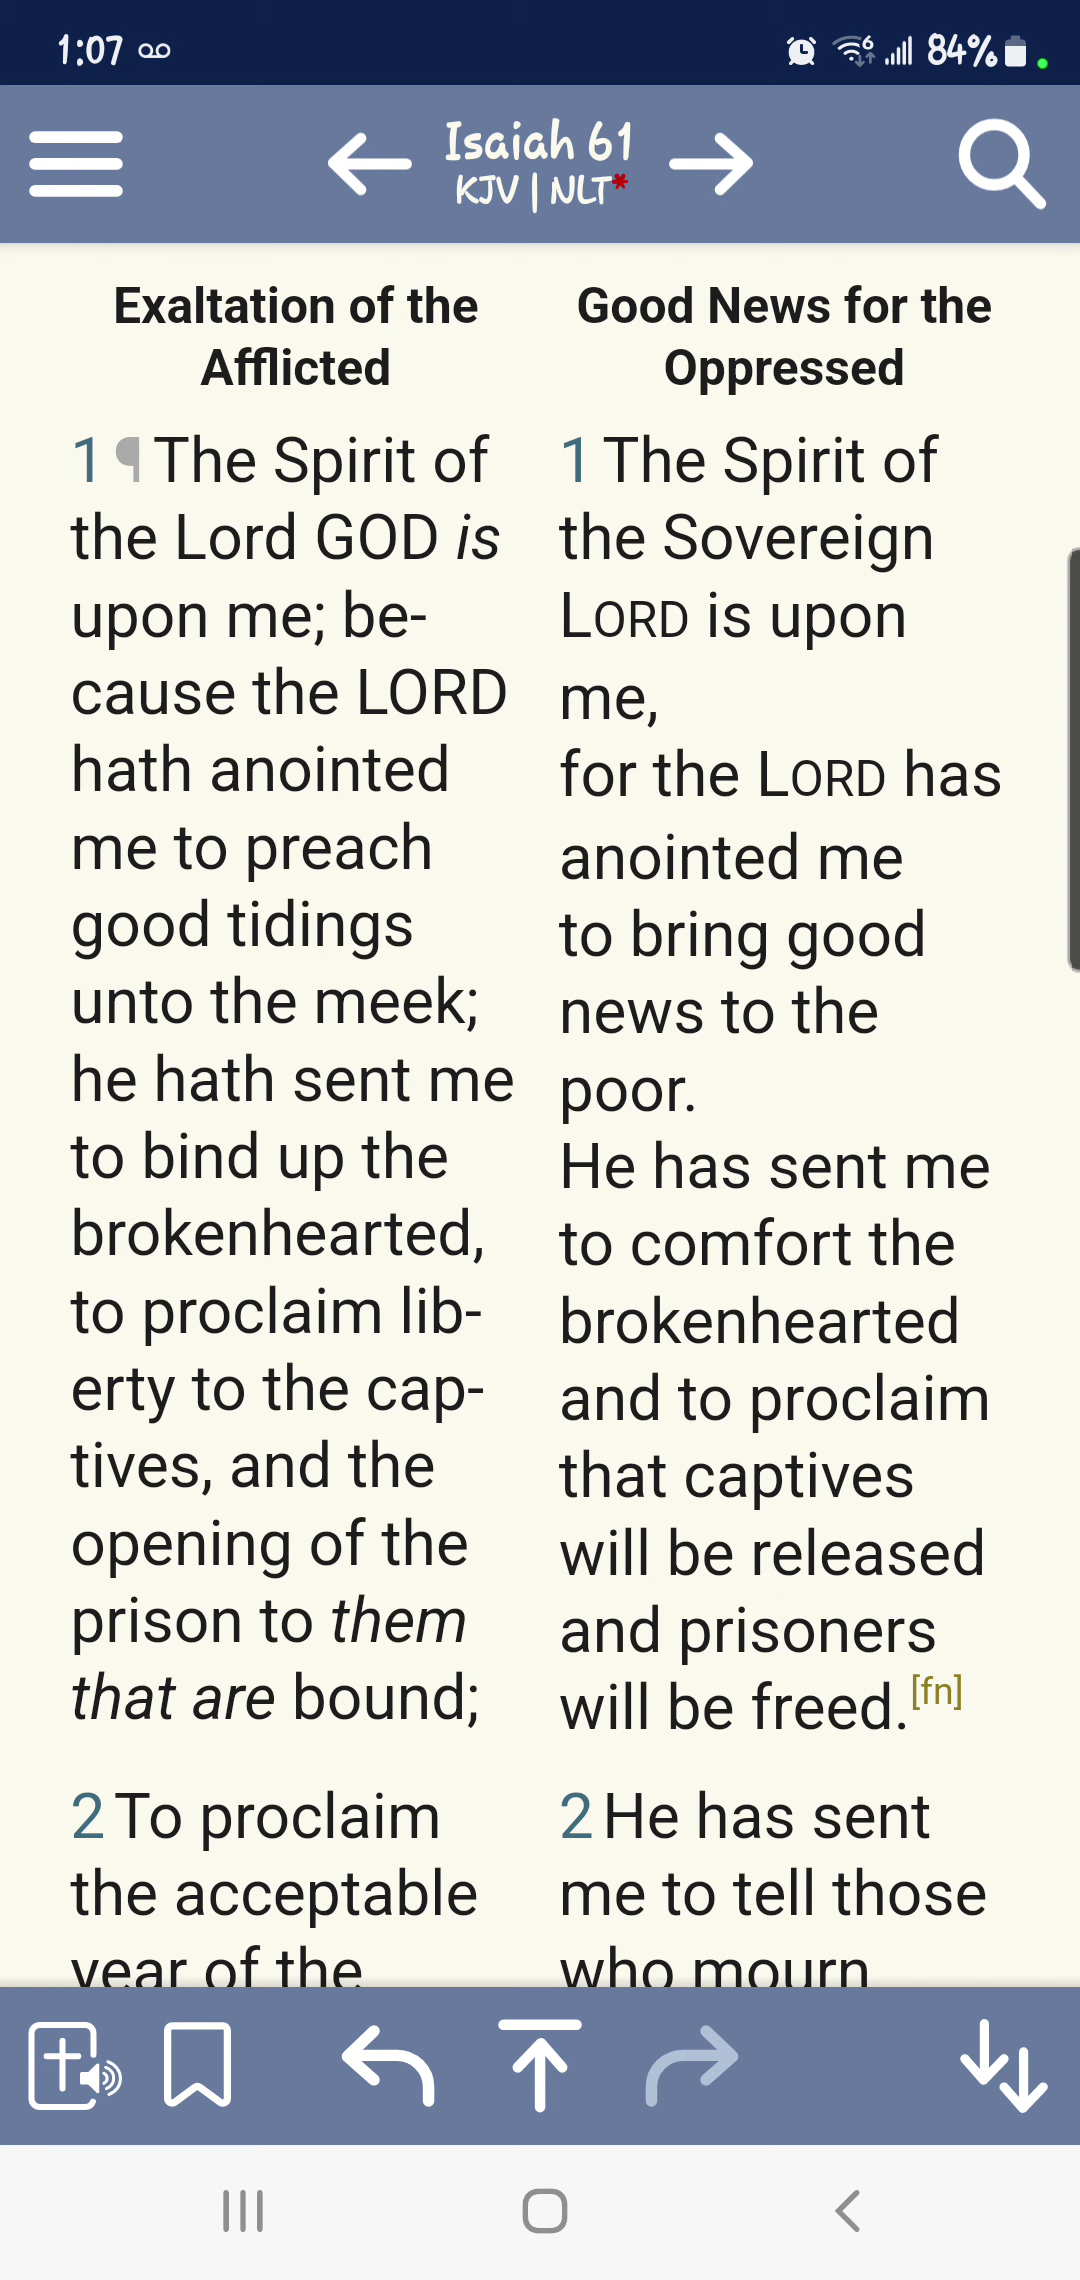 1:07
6 84%
Isaiah 61
KJV | NLT*
Exaltation of the
Afflicted
1 ¶ The Spirit of
the Lord GOD is
upon me; be-
cause the LORD
hath anointed
me to preach
good tidings
unto the meek;
he hath sent me
to bind up the
brokenhearted,
to proclaim lib-
erty to the cap-
tives, and the
opening of the
prison to them
that are bound;
2 To proclaim
the acceptable
year of the
Good News for the
Oppressed
1 The Spirit of
the Sovereign
LORD is upon
me,
for the LORD has
anointed me
to bring good
news to the
poor.
He has sent me
to comfort the
brokenhearted
and to proclaim
that captives
will be released
and prisoners
will be freed.[fn]
2 He has sent
me to tell those
who mourn